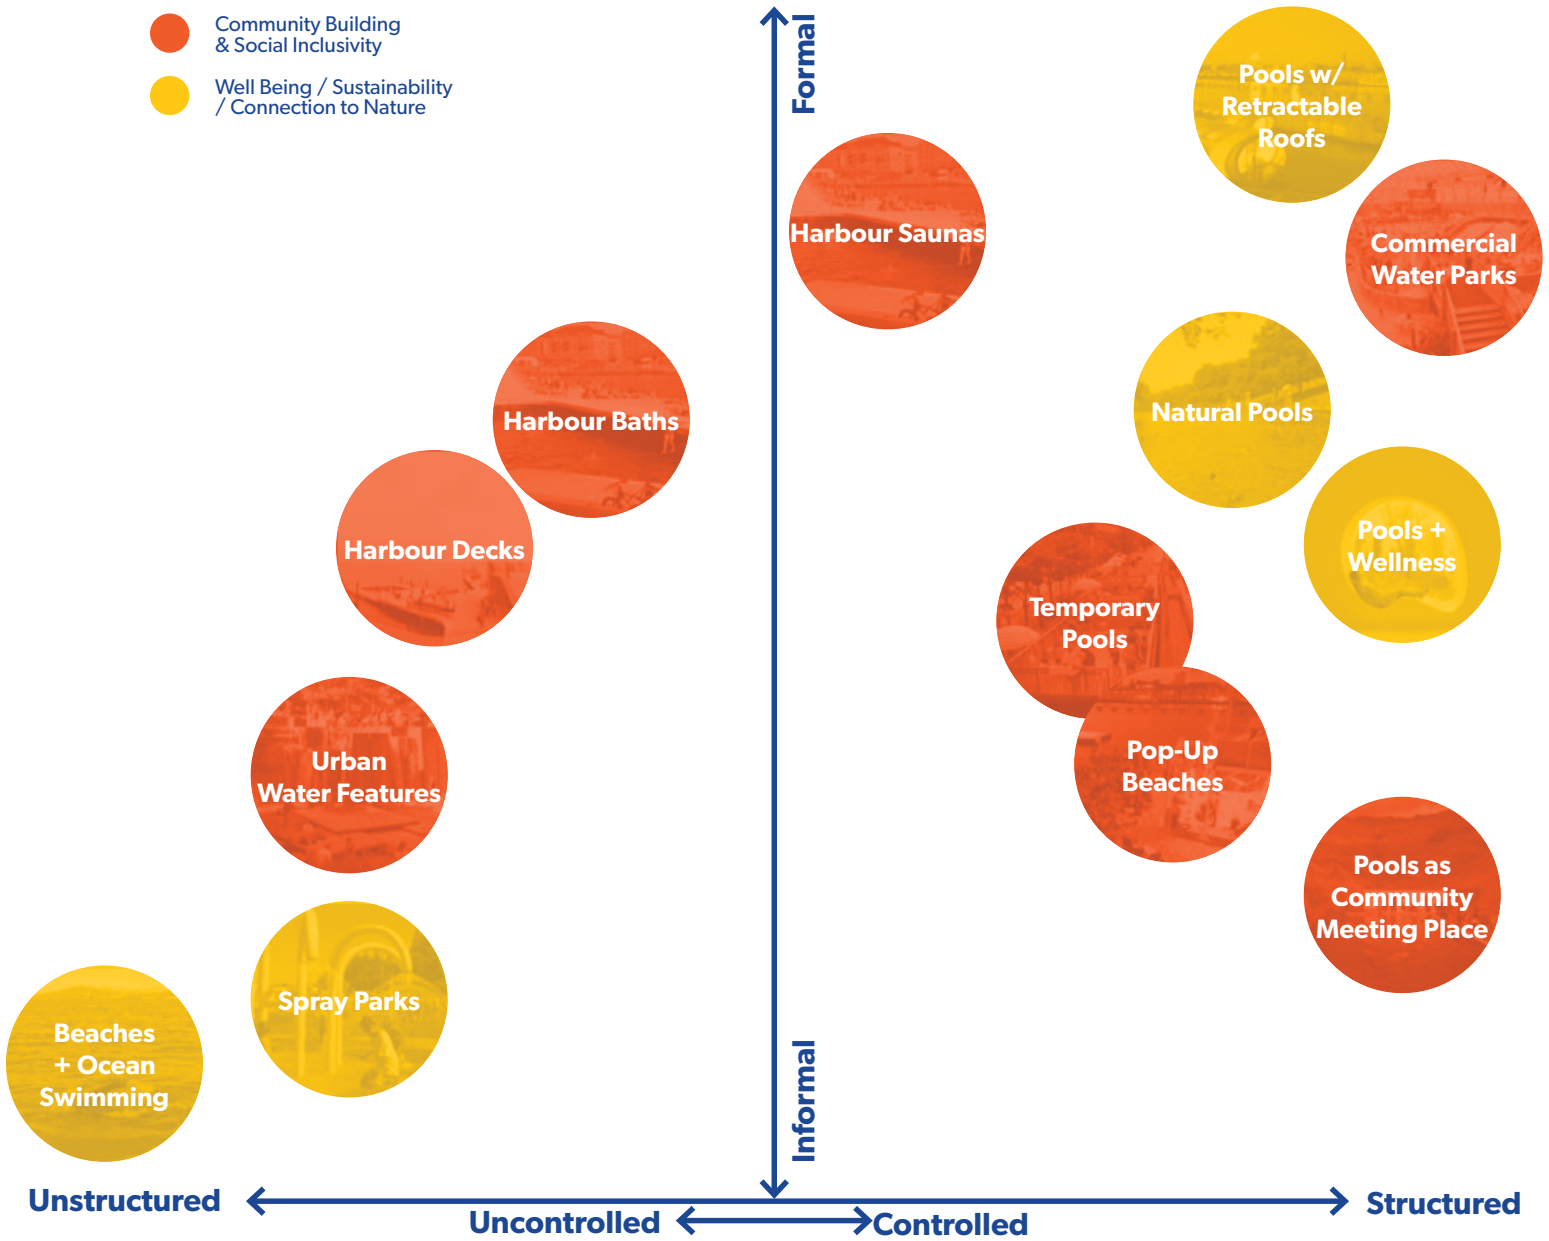 Community Building
& Social Inclusivity
Well Being / Sustainability
/ Connection to Nature
Formal
Pools w/
Retractable
Roofs
Harbour Saunas
Commercial
Water Parks
Harbour Baths
Natural Pools
Harbour Decks
Pools +
Wellness
Temporary
Pools
Urban
Water Features
Pop-Up
Beaches
Pools as
Community
Meeting Place
Spray Parks
Beaches
+ Ocean
Swimming
Informal
Unstructured
Structured
Uncontrolled
Controlled